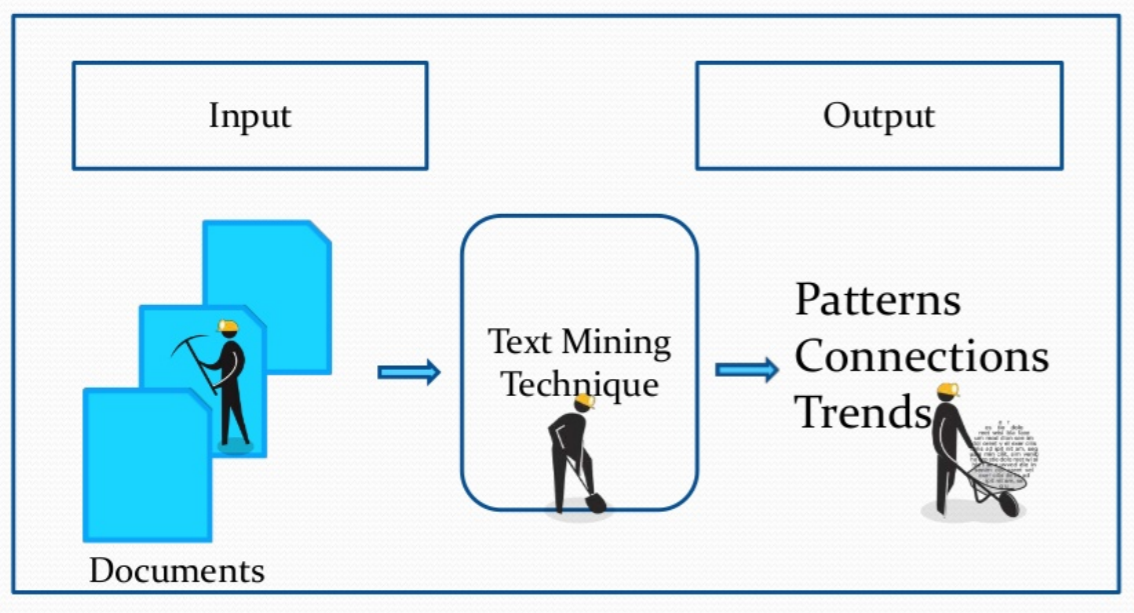 Input
Output
Text Mining
Technique
Patterns
Connections
Trends
Documents